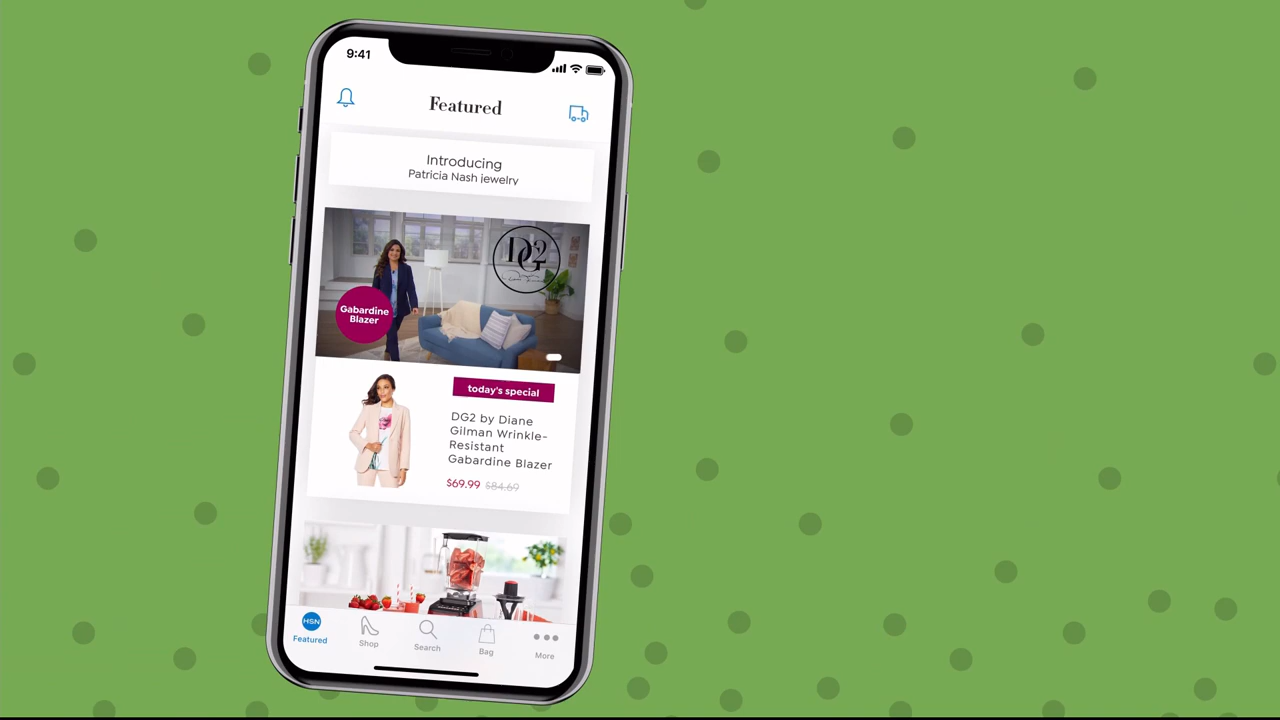 9:41
Featured
Introducing
Patricia Nash jewelry
DG2
Gabardine
Blazer
today's special
DG2 by Diane
Gilman Wrinkle-
Resistant
Gabardine Blazer
$69.99 $84.69
HSN
Featured
Shop
Search
Bag
More